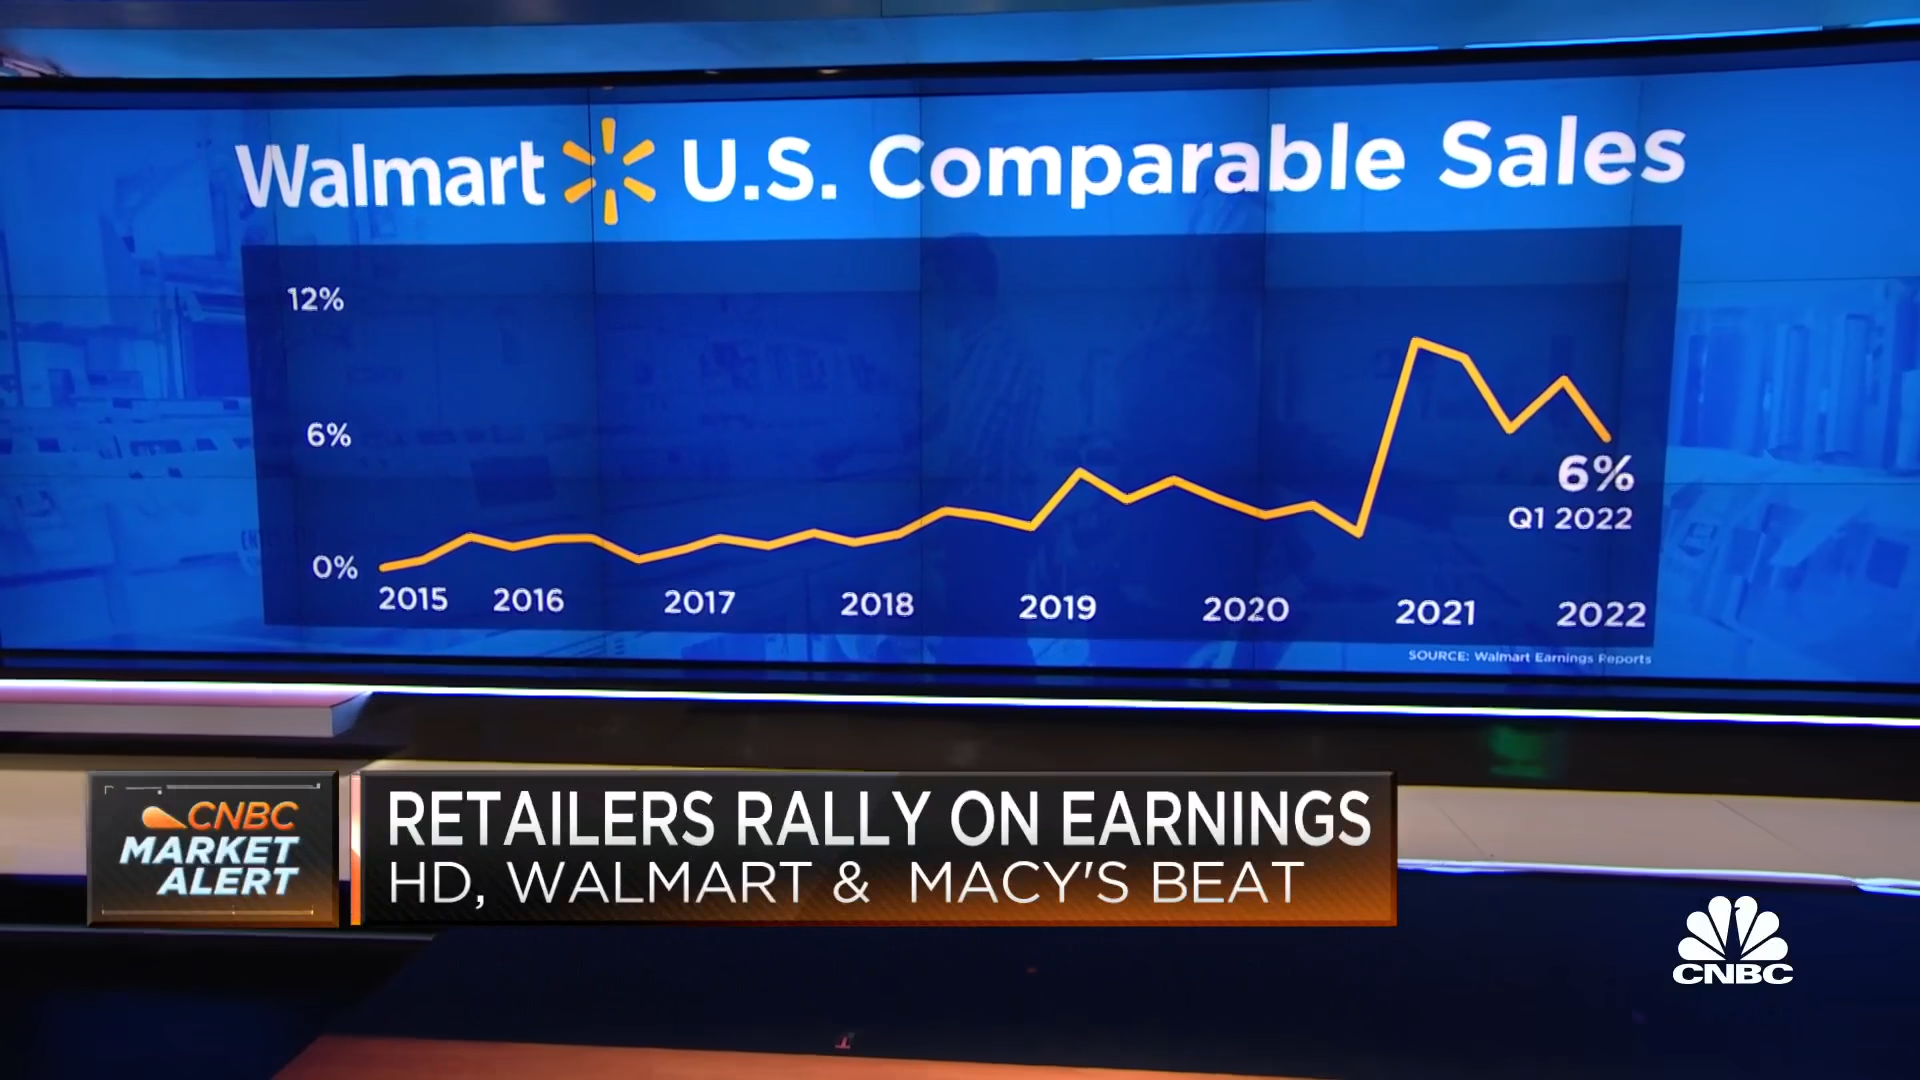 Walmart U.S. Comparable Sales
12%
6%
0%
6%
Q1 2022
2015 2016 2017 2018 2019 2020 2021 2022
SOURCE: Walmart Earnings Reports
CNBC
MARKET
ALERT
RETAILERS RALLY ON EARNINGS
HD, WALMART & MACY'S BEAT
CNBC